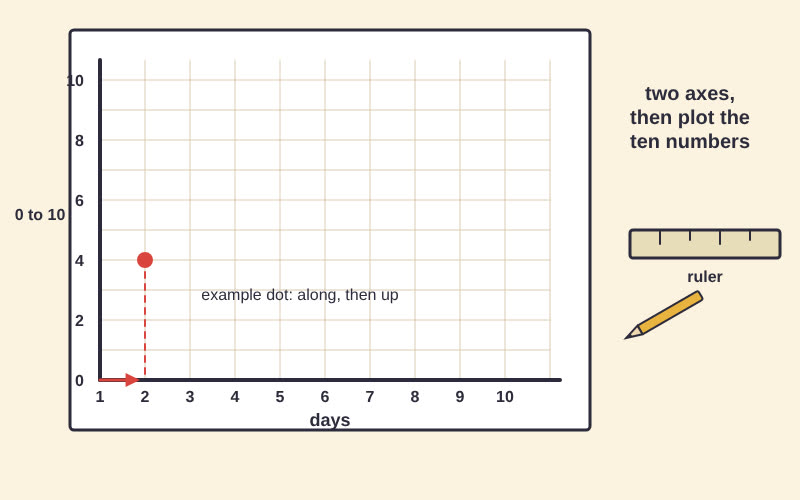 two axes,
then plot the
ten numbers
10
8
6
0 to 10
4
example dot: along, then up
2
0
1 2 3 4 5 6 7 8 9 10
days
ruler